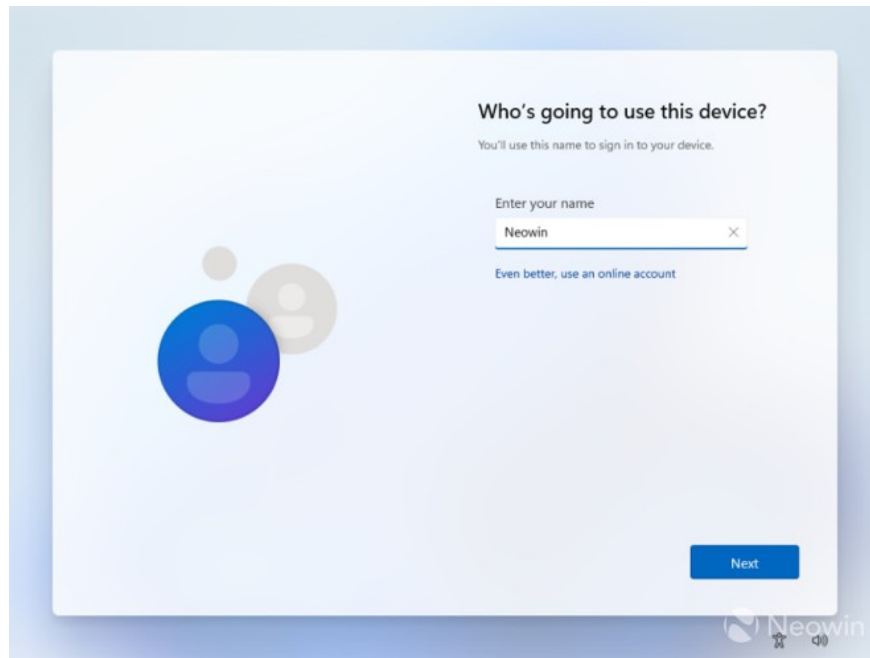 Who's going to use this device?
You'll use this name to sign in to your device.
Enter your name
Neowin
Even better, use an online account
Next
Neowin